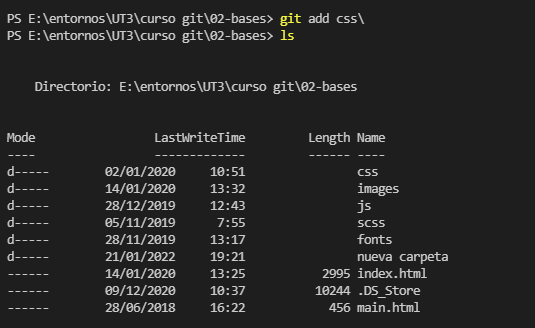 PS E:\entornos\UT3\curso git\02-bases> git add css\
PS E:\entornos\UT3\curso git\02-bases> ls
Directorio: E:\entornos\UT3\curso git\02-bases
Mode LastWriteTime Length Name
---- ------------- ------ ----
d----- 02/01/2020 10:51 css
d----- 14/01/2020 13:32 images
d----- 28/12/2019 12:43 js
d----- 05/11/2019 7:55 scss
d----- 28/11/2019 13:17 fonts
d----- 21/01/2022 19:21 nueva carpeta
------ 14/01/2020 13:25 2995 index.html
------ 09/12/2020 10:37 10244 .DS_Store
------ 28/06/2018 16:22 456 main.html